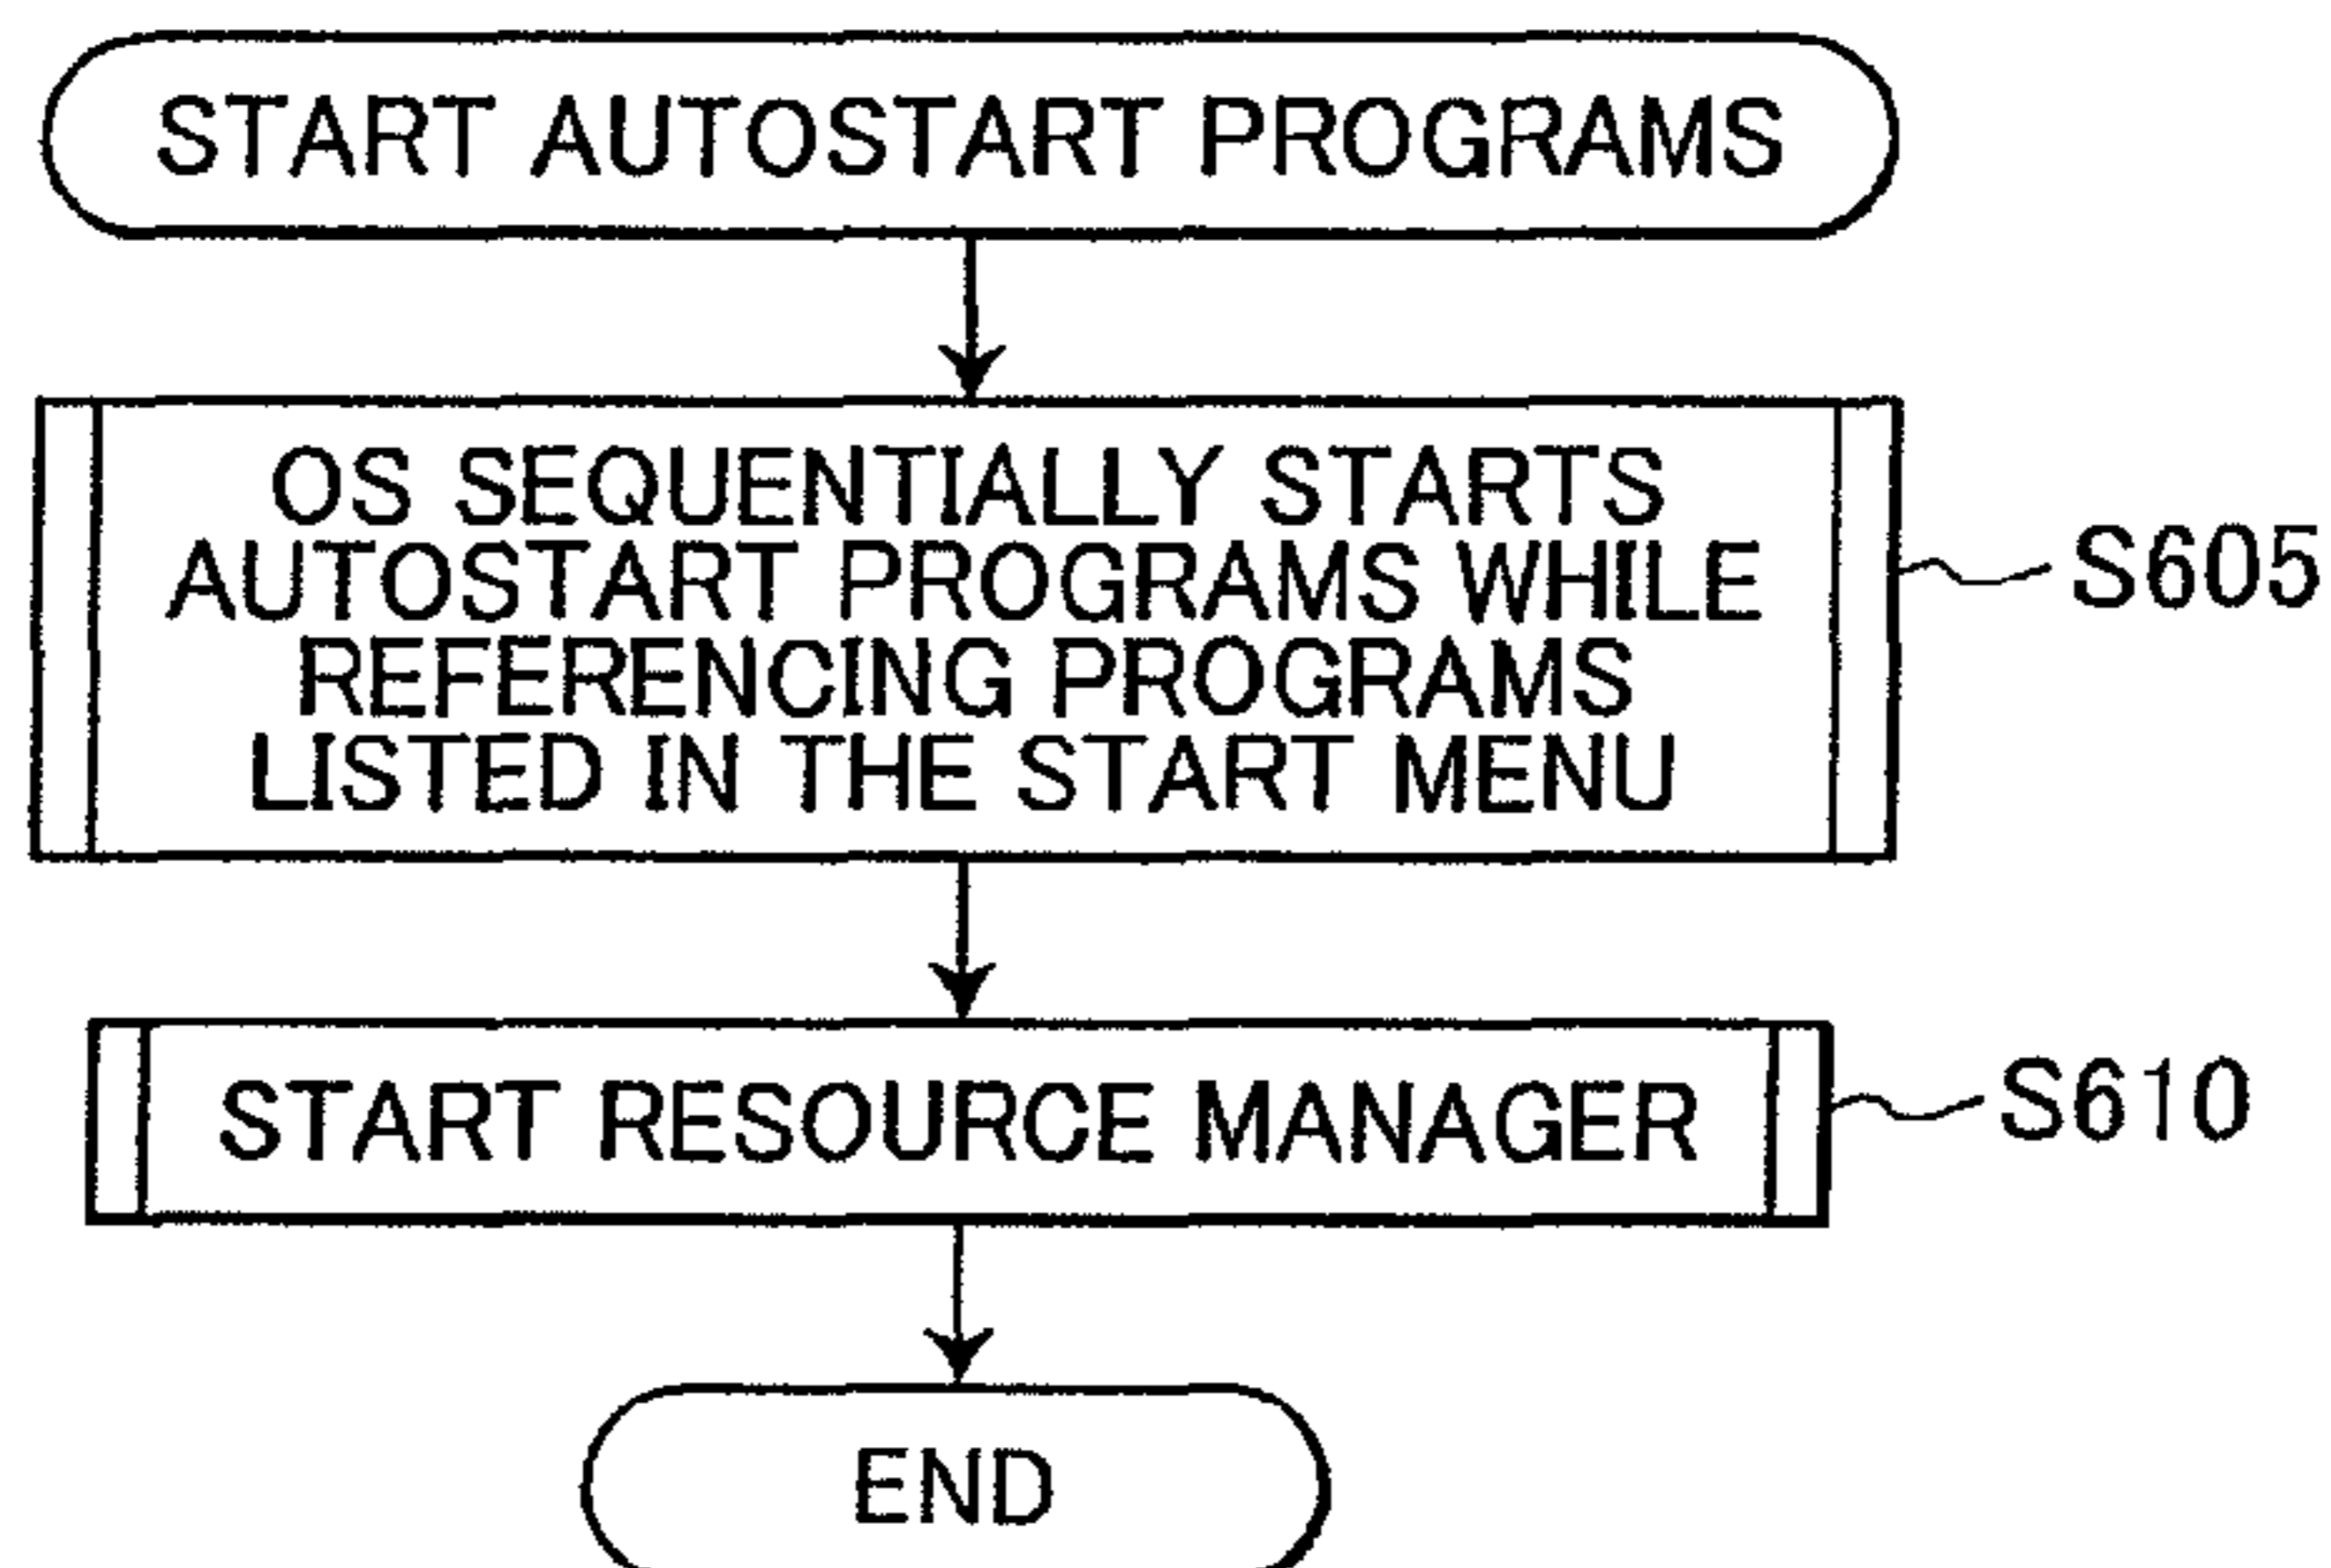 START AUTOSTART PROGRAMS
OS SEQUENTIALLY STARTS
AUTOSTART PROGRAMS WHILE
REFERENCING PROGRAMS
LISTED IN THE START MENU
S605
START RESOURCE MANAGER
S610
END